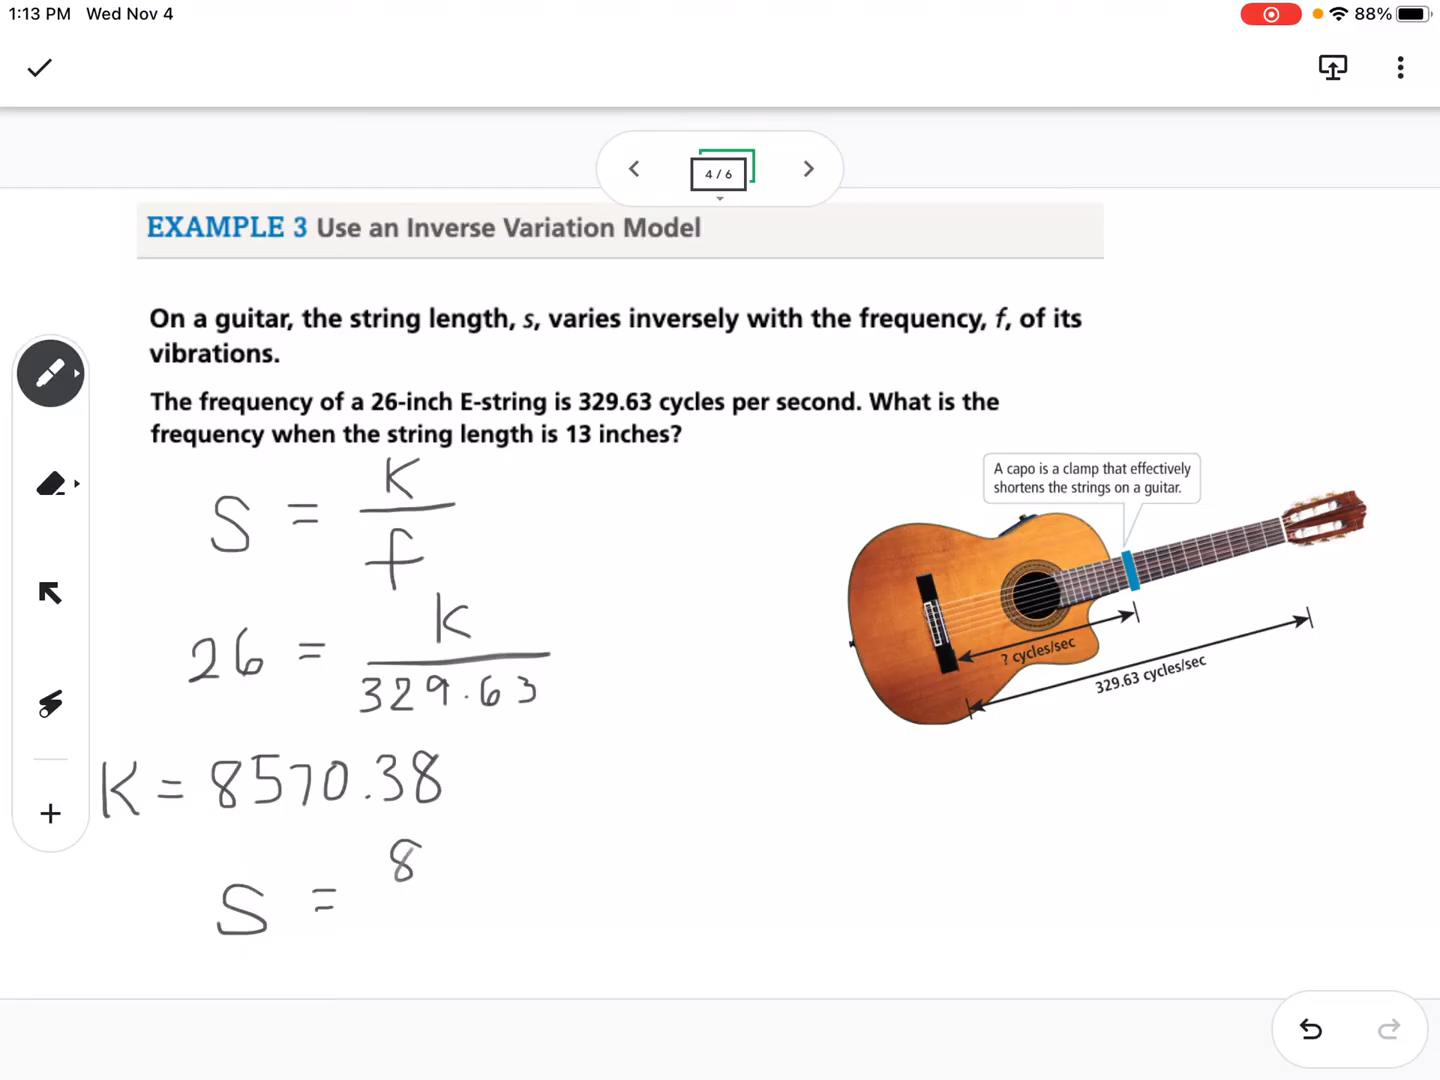 1:13 PM Wed Nov 4 88%
4 / 6
EXAMPLE 3 Use an Inverse Variation Model
On a guitar, the string length, s, varies inversely with the frequency, f, of its
vibrations.
The frequency of a 26-inch E-string is 329.63 cycles per second. What is the
frequency when the string length is 13 inches?
A capo is a clamp that effectively
shortens the strings on a guitar.
? cycles/sec
329.63 cycles/sec
S = K / f
26 = K / 329.63
K = 8570.38
S = 8